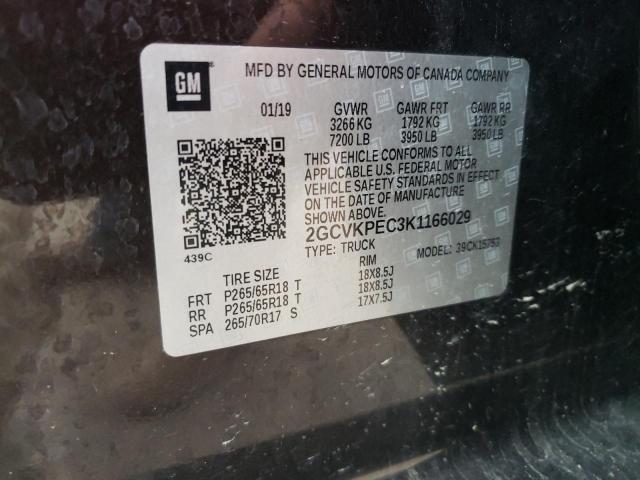 GM
MFD BY GENERAL MOTORS OF CANADA COMPANY
01/19 GVWR GAWR FRT GAWR RR
3266 KG 1792 KG 1792 KG
7200 LB 3950 LB 3950 LB
THIS VEHICLE CONFORMS TO ALL
APPLICABLE U.S. FEDERAL MOTOR
VEHICLE SAFETY STANDARDS IN EFFECT
ON THE DATE OF MANUFACTURE
SHOWN ABOVE.
2GCVKPEC3K1166029
439C TYPE: TRUCK MODEL: 39CK15753
TIRE SIZE RIM
FRT P265/65R18 T 18X8.5J
RR P265/65R18 T 18X8.5J
SPA 265/70R17 S 17X7.5J